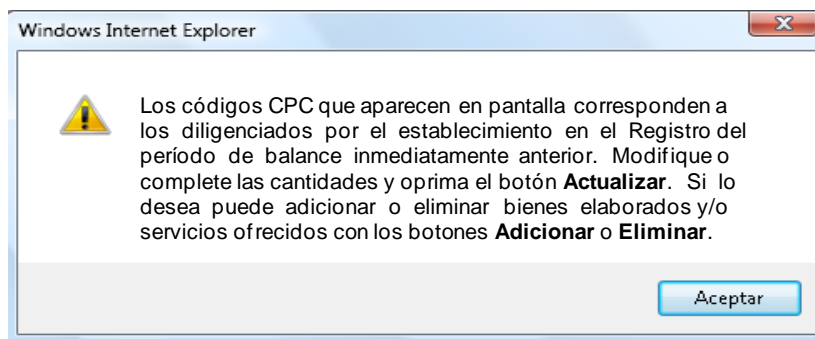 Windows Internet Explorer
Los códigos CPC que aparecen en pantalla corresponden a
los diligenciados por el establecimiento en el Registro del
período de balance inmediatamente anterior. Modifique o
complete las cantidades y oprima el botón Actualizar. Si lo
desea puede adicionar o eliminar bienes elaborados y/o
servicios ofrecidos con los botones Adicionar o Eliminar.
Aceptar